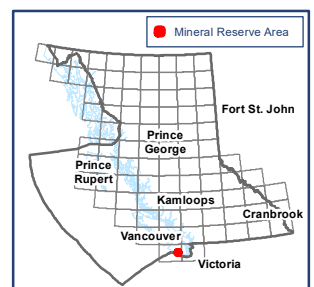 Mineral Reserve Area
Fort St. John
Prince
George
Prince
Rupert
Kamloops
Cranbrook
Vancouver
Victoria